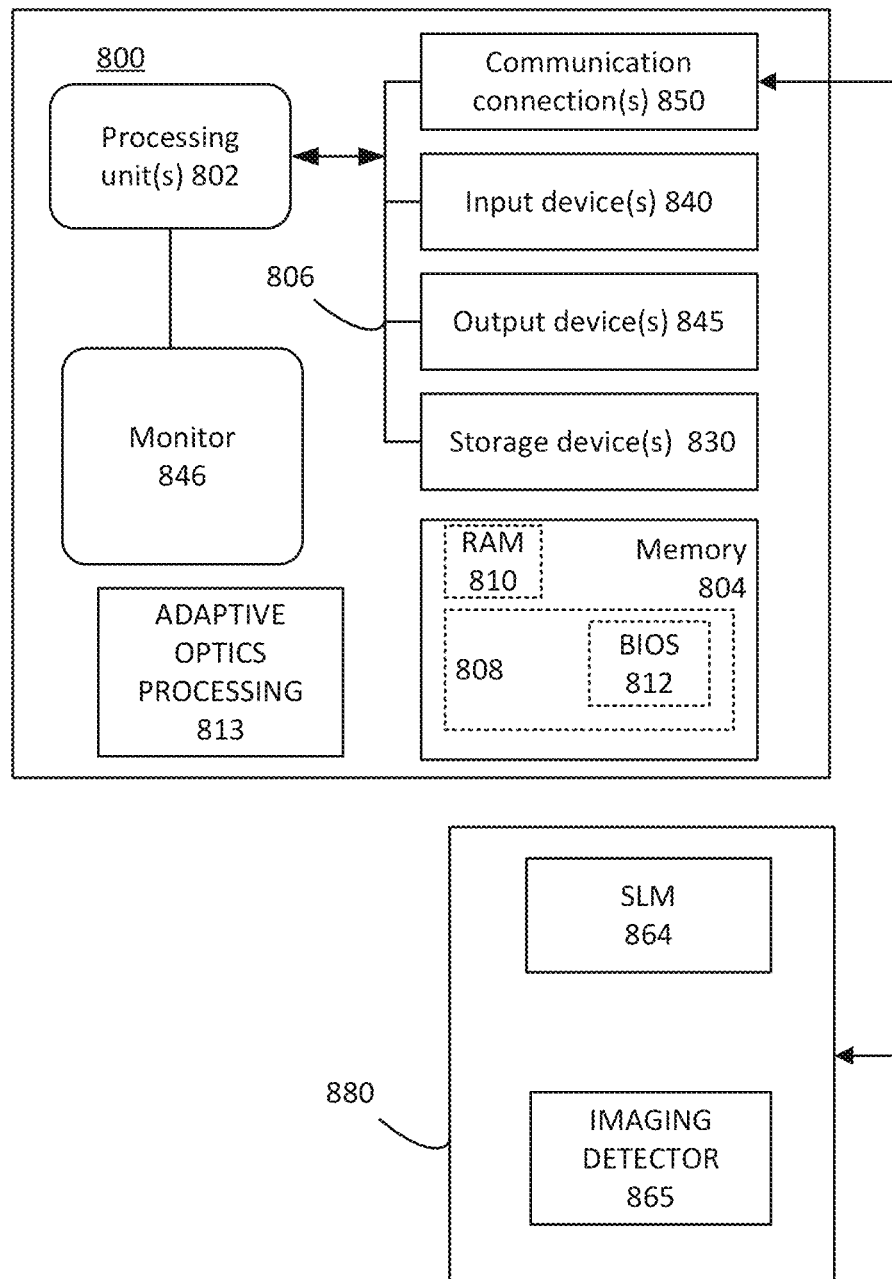 800
Processing
unit(s) 802
Communication
connection(s) 850
Input device(s) 840
806
Output device(s) 845
Monitor
846
Storage device(s) 830
RAM
810
Memory
804
808
BIOS
812
ADAPTIVE
OPTICS
PROCESSING
813
SLM
864
880
IMAGING
DETECTOR
865